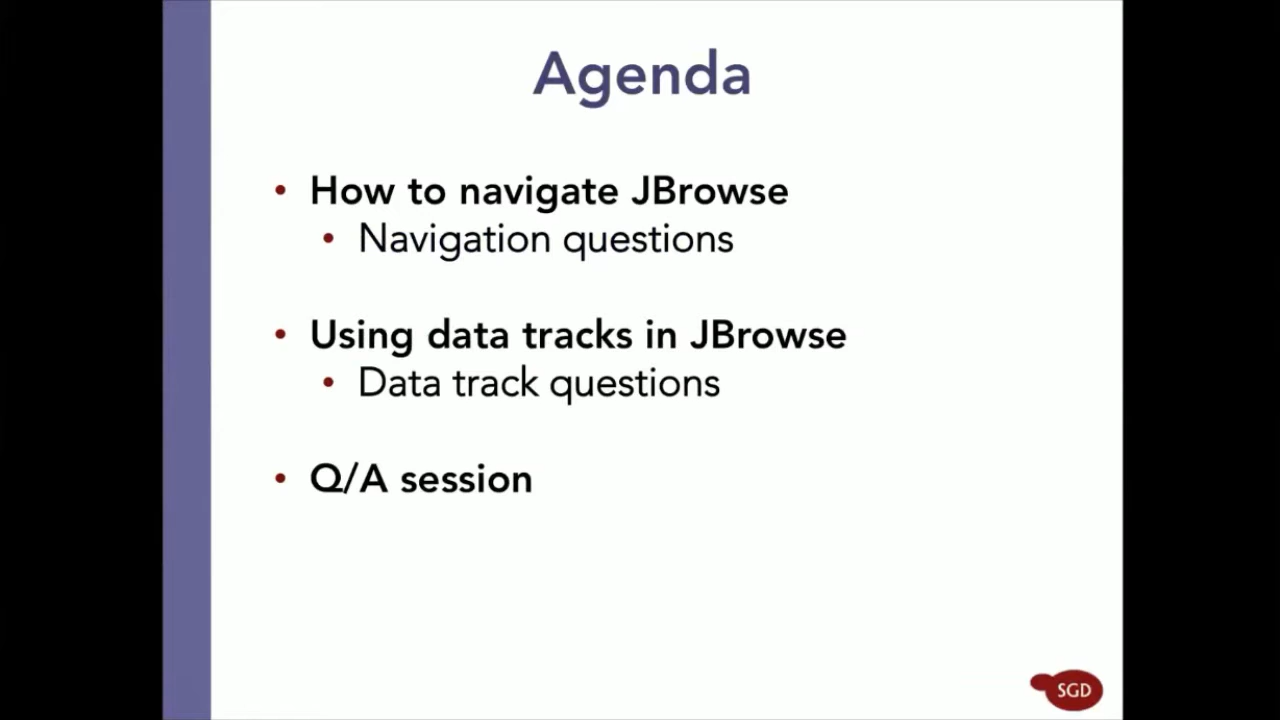 Agenda
• How to navigate JBrowse
• Navigation questions
• Using data tracks in JBrowse
• Data track questions
• Q/A session
SGD